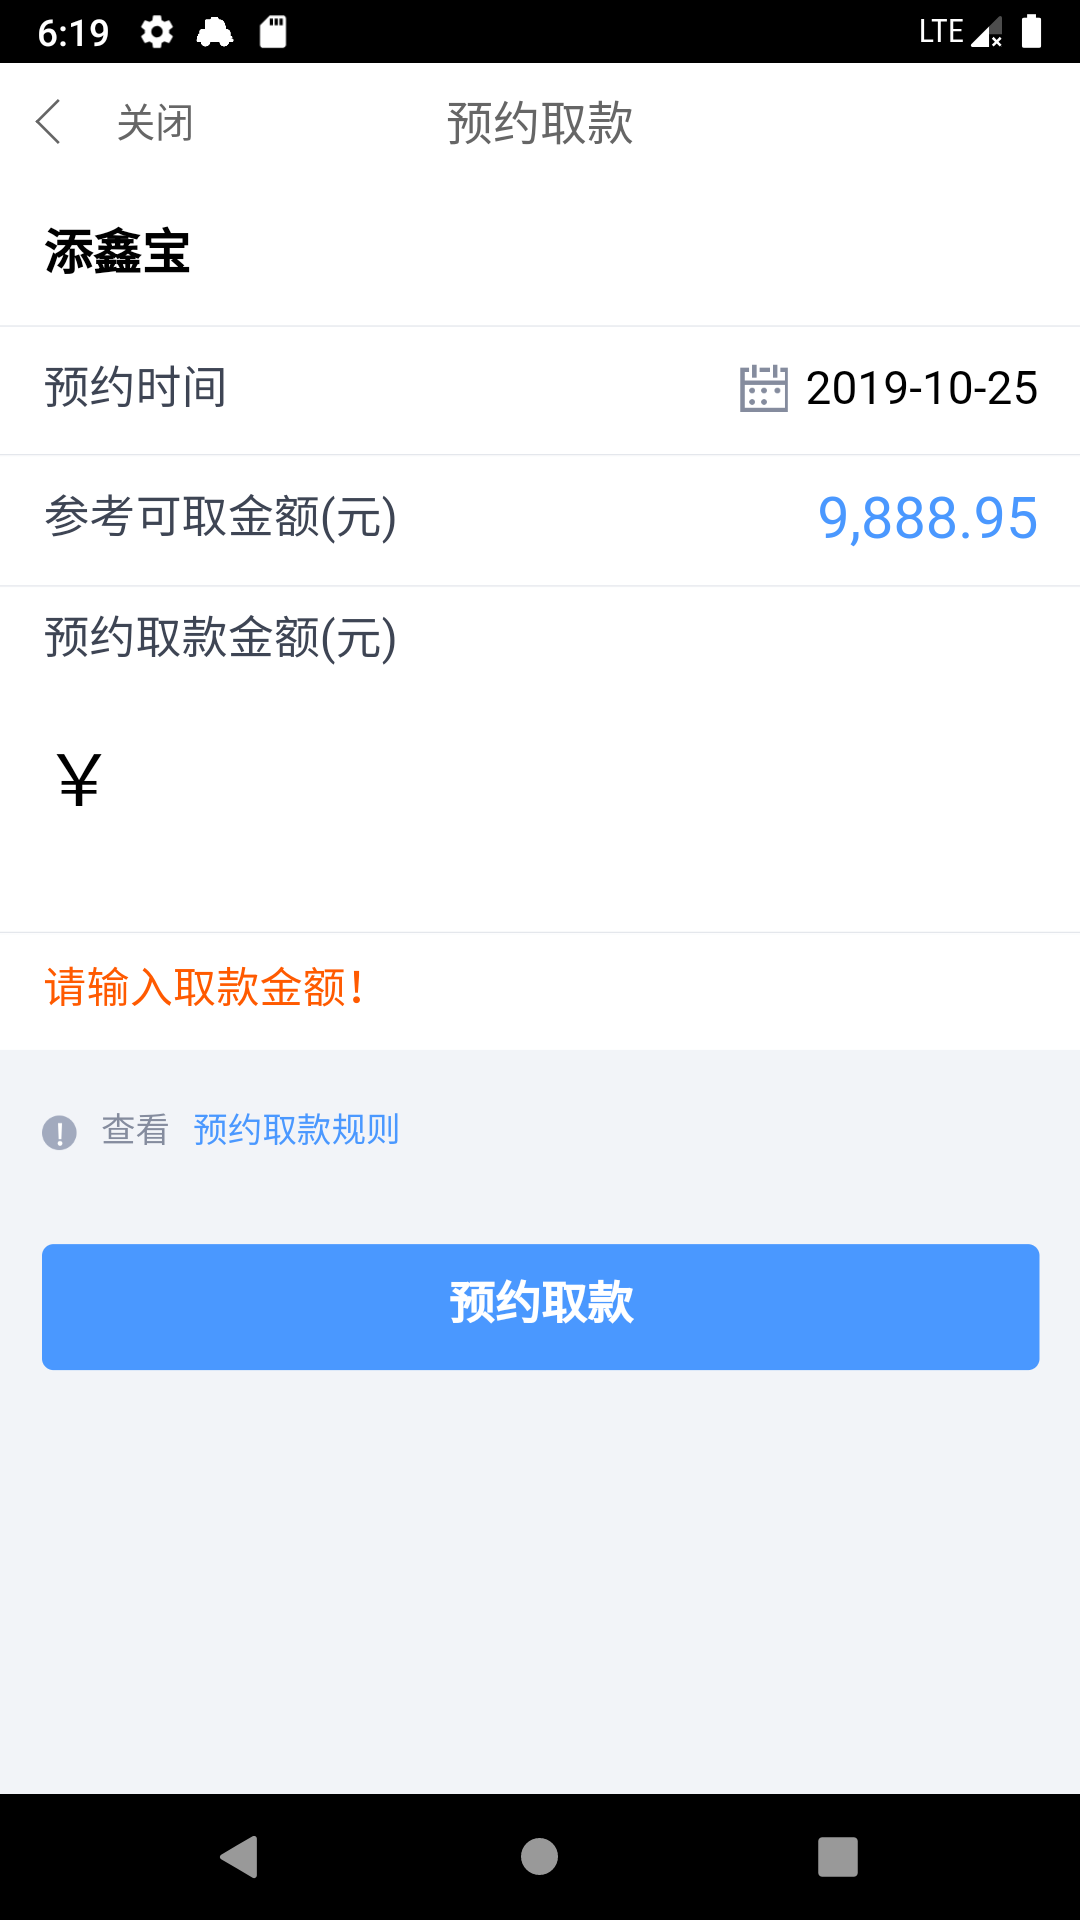 6:19 LTE
关闭 预约取款
添鑫宝
预约时间 2019-10-25
参考可取金额(元) 9,888.95
预约取款金额(元)
¥
请输入取款金额!
查看 预约取款规则
预约取款